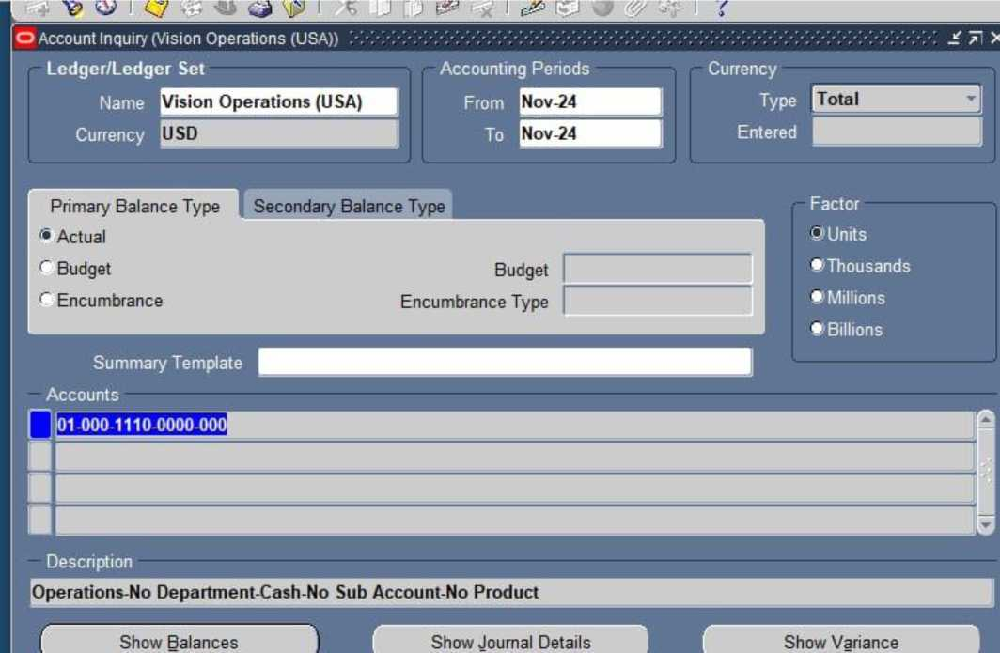 Account Inquiry (Vision Operations (USA))
Ledger/Ledger Set
Name Vision Operations (USA)
Currency USD
Accounting Periods
From Nov-24
To Nov-24
Currency
Type Total
Entered
Primary Balance Type Secondary Balance Type
Actual
Budget
Encumbrance
Budget
Encumbrance Type
Factor
Units
Thousands
Millions
Billions
Summary Template
Accounts
01-000-1110-0000-000
Description
Operations-No Department-Cash-No Sub Account-No Product
Show Balances Show Journal Details Show Variance